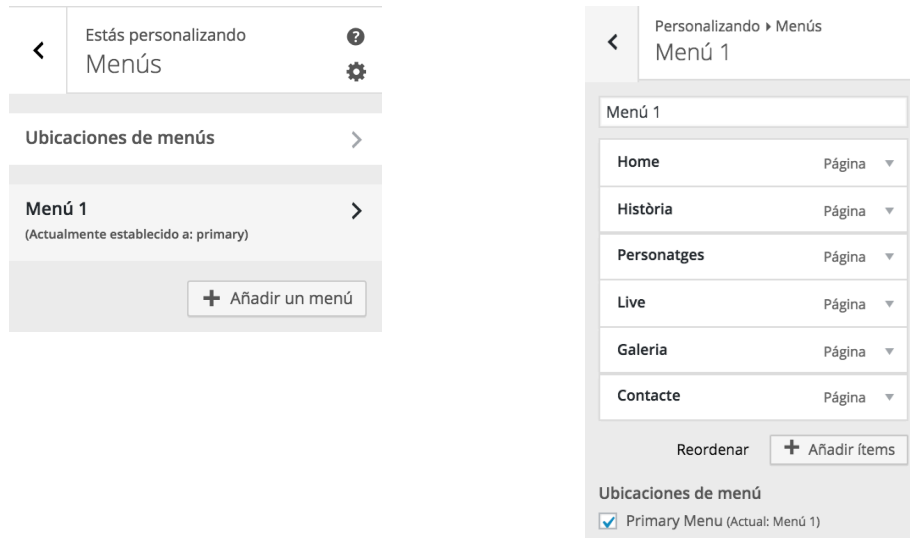 Estás personalizando
Menús
Ubicaciones de menús
Menú 1
(Actualmente establecido a: primary)
+ Añadir un menú
Personalizando ▸ Menús
Menú 1
Menú 1
Home Página
Història Página
Personatges Página
Live Página
Galeria Página
Contacte Página
Reordenar + Añadir ítems
Ubicaciones de menú
Primary Menu (Actual: Menú 1)